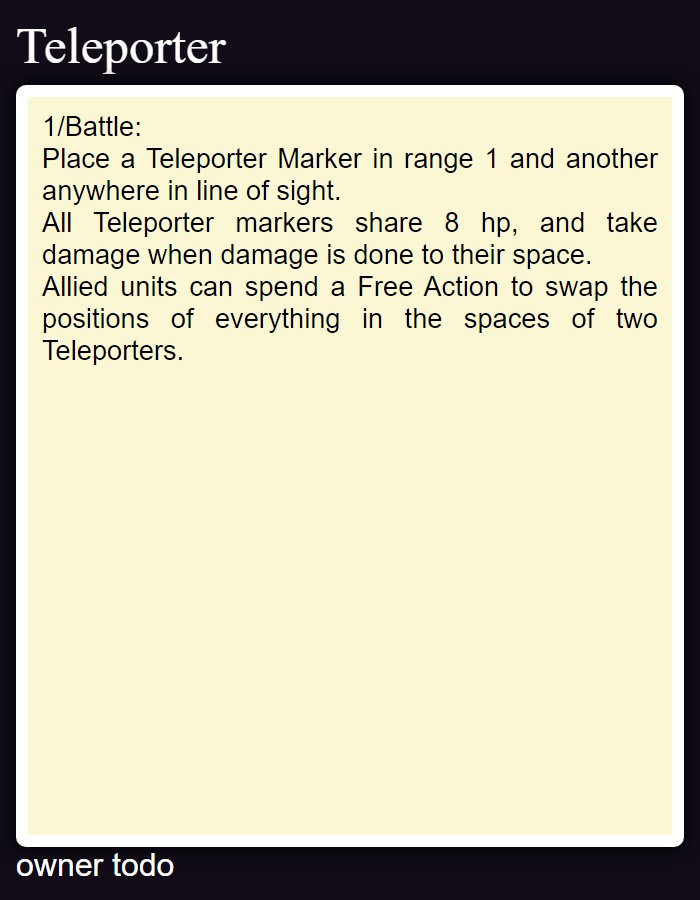 Teleporter
1/Battle:
Place a Teleporter Marker in range 1 and another
anywhere in line of sight.
All Teleporter markers share 8 hp, and take
damage when damage is done to their space.
Allied units can spend a Free Action to swap the
positions of everything in the spaces of two
Teleporters.
owner todo